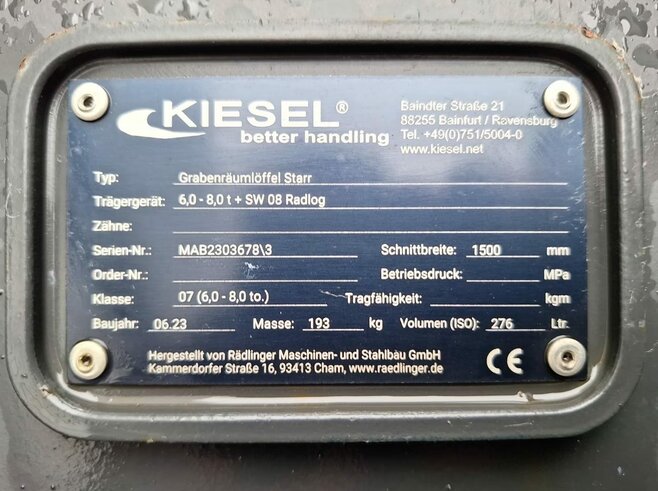 KIESEL®
better handling
Baindter Straße 21
88255 Bainfurt / Ravensburg
Tel. +49(0)751/5004-0
www.kiesel.net
Typ: Grabenräumlöffel Starr
Trägergerät: 6,0 - 8,0 t + SW 08 Radlog
Zähne:
Serien-Nr.: MAB2303678\3 Schnittbreite: 1500 mm
Order-Nr.: Betriebsdruck: MPa
Klasse: 07 (6,0 - 8,0 to.) Tragfähigkeit: kgm
Baujahr: 06.23 Masse: 193 kg Volumen (ISO): 276 Ltr.
Hergestellt von Rädlinger Maschinen- und Stahlbau GmbH
Kammerdorfer Straße 16, 93413 Cham, www.raedlinger.de
CE